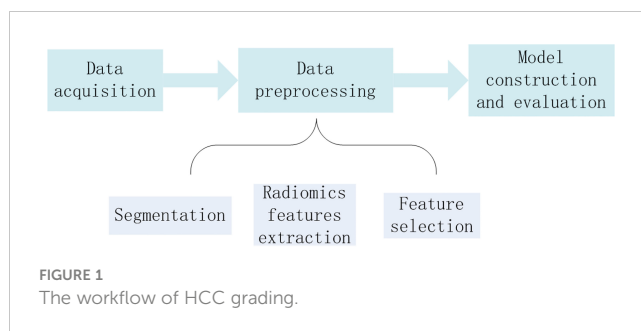 Data
acquisition
Data
preprocessing
Model
construction
and evaluation
Segmentation
Radiomics
features
extraction
Feature
selection
FIGURE 1
The workflow of HCC grading.